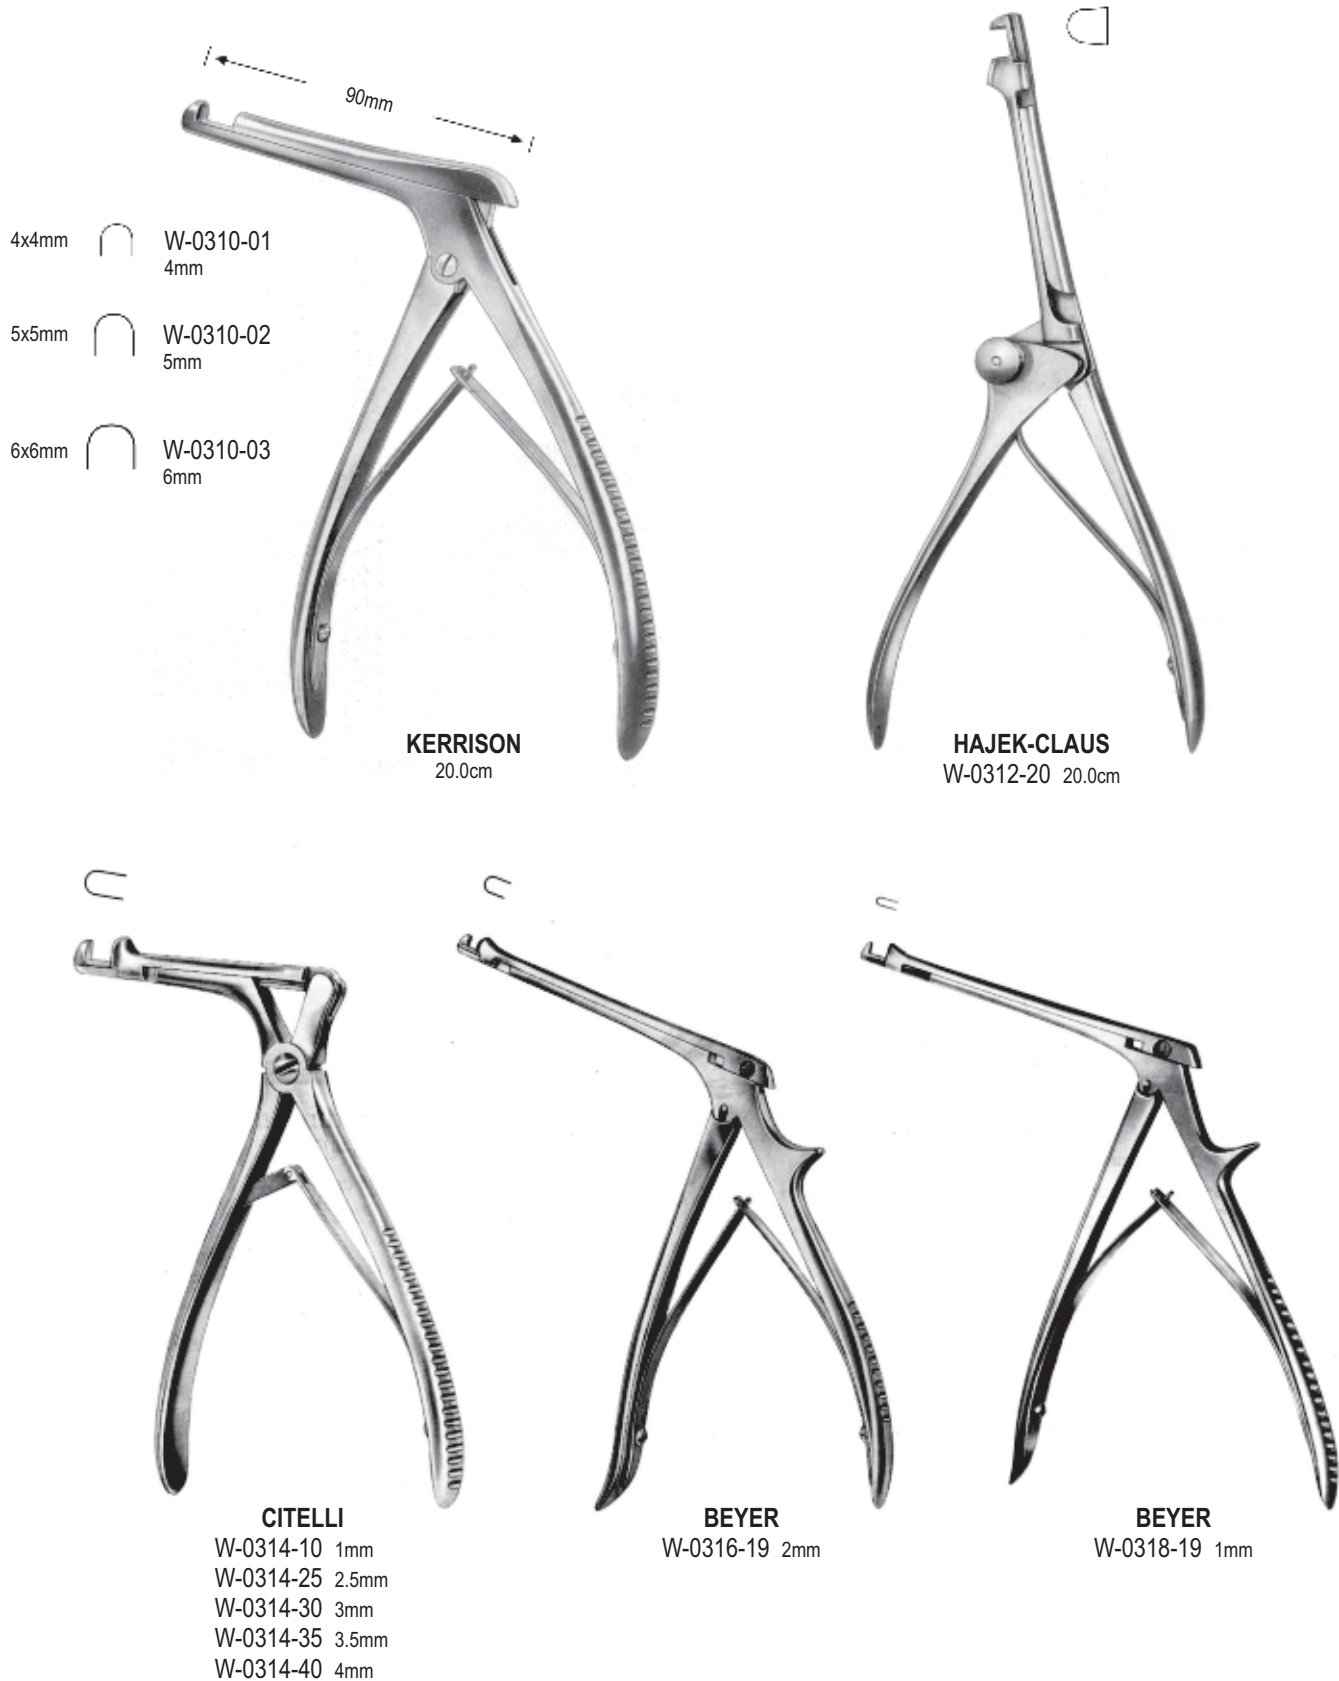 90mm
4x4mm W-0310-01
4mm
5x5mm W-0310-02
5mm
6x6mm W-0310-03
6mm
KERRISON
20.0cm
HAJEK-CLAUS
W-0312-20 20.0cm
CITELLI
W-0314-10 1mm
W-0314-25 2.5mm
W-0314-30 3mm
W-0314-35 3.5mm
W-0314-40 4mm
BEYER
W-0316-19 2mm
BEYER
W-0318-19 1mm